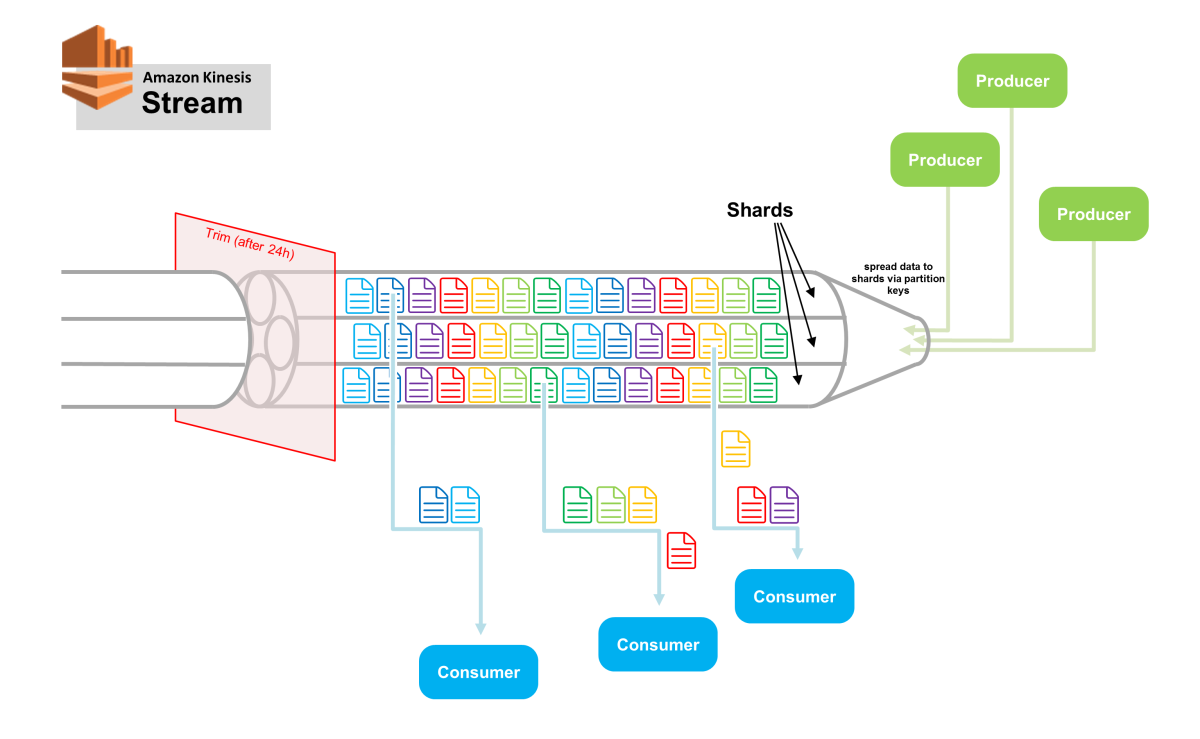 Amazon Kinesis
Stream
Producer
Producer
Producer
Shards
Trim (after 24h)
spread data to
shards via partition
keys
Consumer
Consumer
Consumer